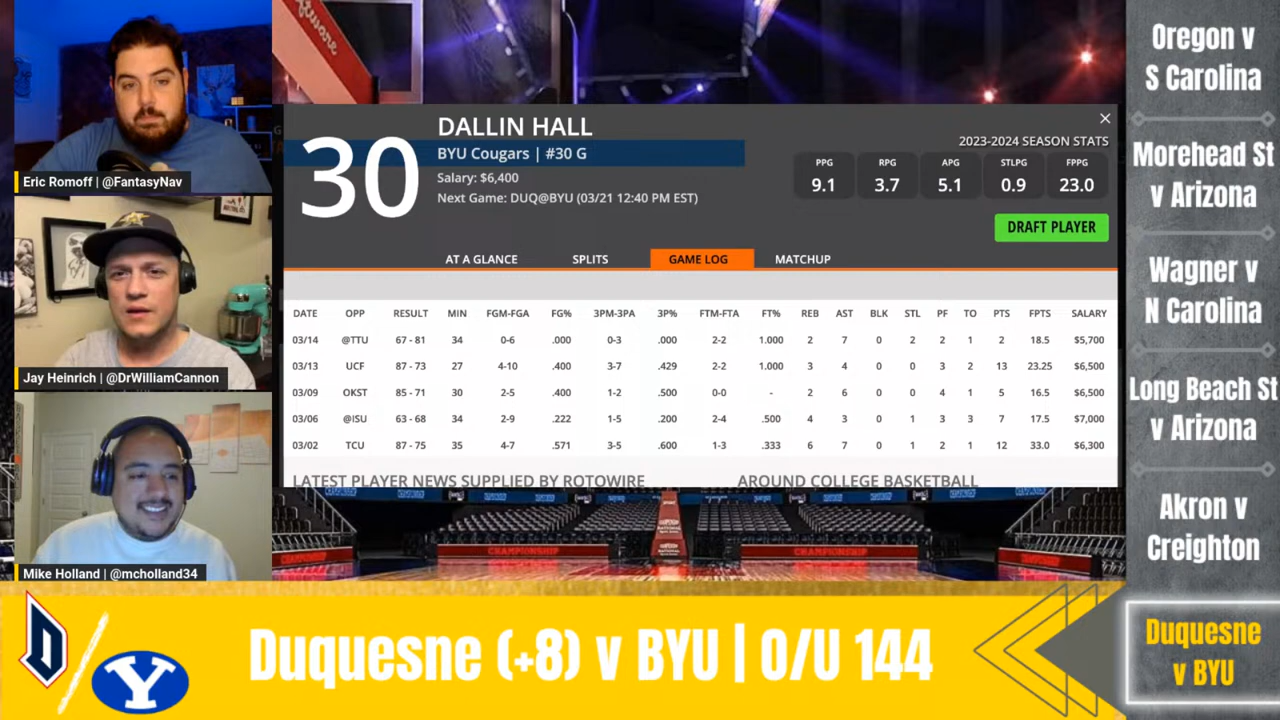 Eric Romoff | @FantasyNav
Jay Heinrich | @DrWilliamCannon
Mike Holland | @mcholland34
30
DALLIN HALL
BYU Cougars | #30 G
Salary: $6,400
Next Game: DUQ@BYU (03/21 12:40 PM EST)
×
2023-2024 SEASON STATS
PPG RPG APG STLPG FPPG
9.1 3.7 5.1 0.9 23.0
DRAFT PLAYER
AT A GLANCE SPLITS GAME LOG MATCHUP
DATE OPP RESULT MIN FGM-FGA FG% 3PM-3PA 3P% FTM-FTA FT% REB AST BLK STL PF TO PTS FPTS SALARY
03/14 @TTU 67 - 81 34 0-6 .000 0-3 .000 2-2 1.000 2 7 0 2 2 1 2 18.5 $5,700
03/13 UCF 87 - 73 27 4-10 .400 3-7 .429 2-2 1.000 3 4 0 0 3 2 13 23.25 $6,500
03/09 OKST 85 - 71 30 2-5 .400 1-2 .500 0-0 - 2 6 0 0 4 1 5 16.5 $6,500
03/06 @ISU 63 - 68 34 2-9 .222 1-5 .200 2-4 .500 4 3 0 1 3 3 7 17.5 $7,000
03/02 TCU 87 - 75 35 4-7 .571 3-5 .600 1-3 .333 6 7 0 1 2 1 12 33.0 $6,300
LATEST PLAYER NEWS SUPPLIED BY ROTOWIRE AROUND COLLEGE BASKETBALL
CHAMPIONSHIP
CHAMPIONSHIP
Oregon v
S Carolina
Morehead St
v Arizona
Wagner v
N Carolina
Long Beach St
v Arizona
Akron v
Creighton
Duquesne
v BYU
D
Y
Duquesne (+8) v BYU | O/U 144